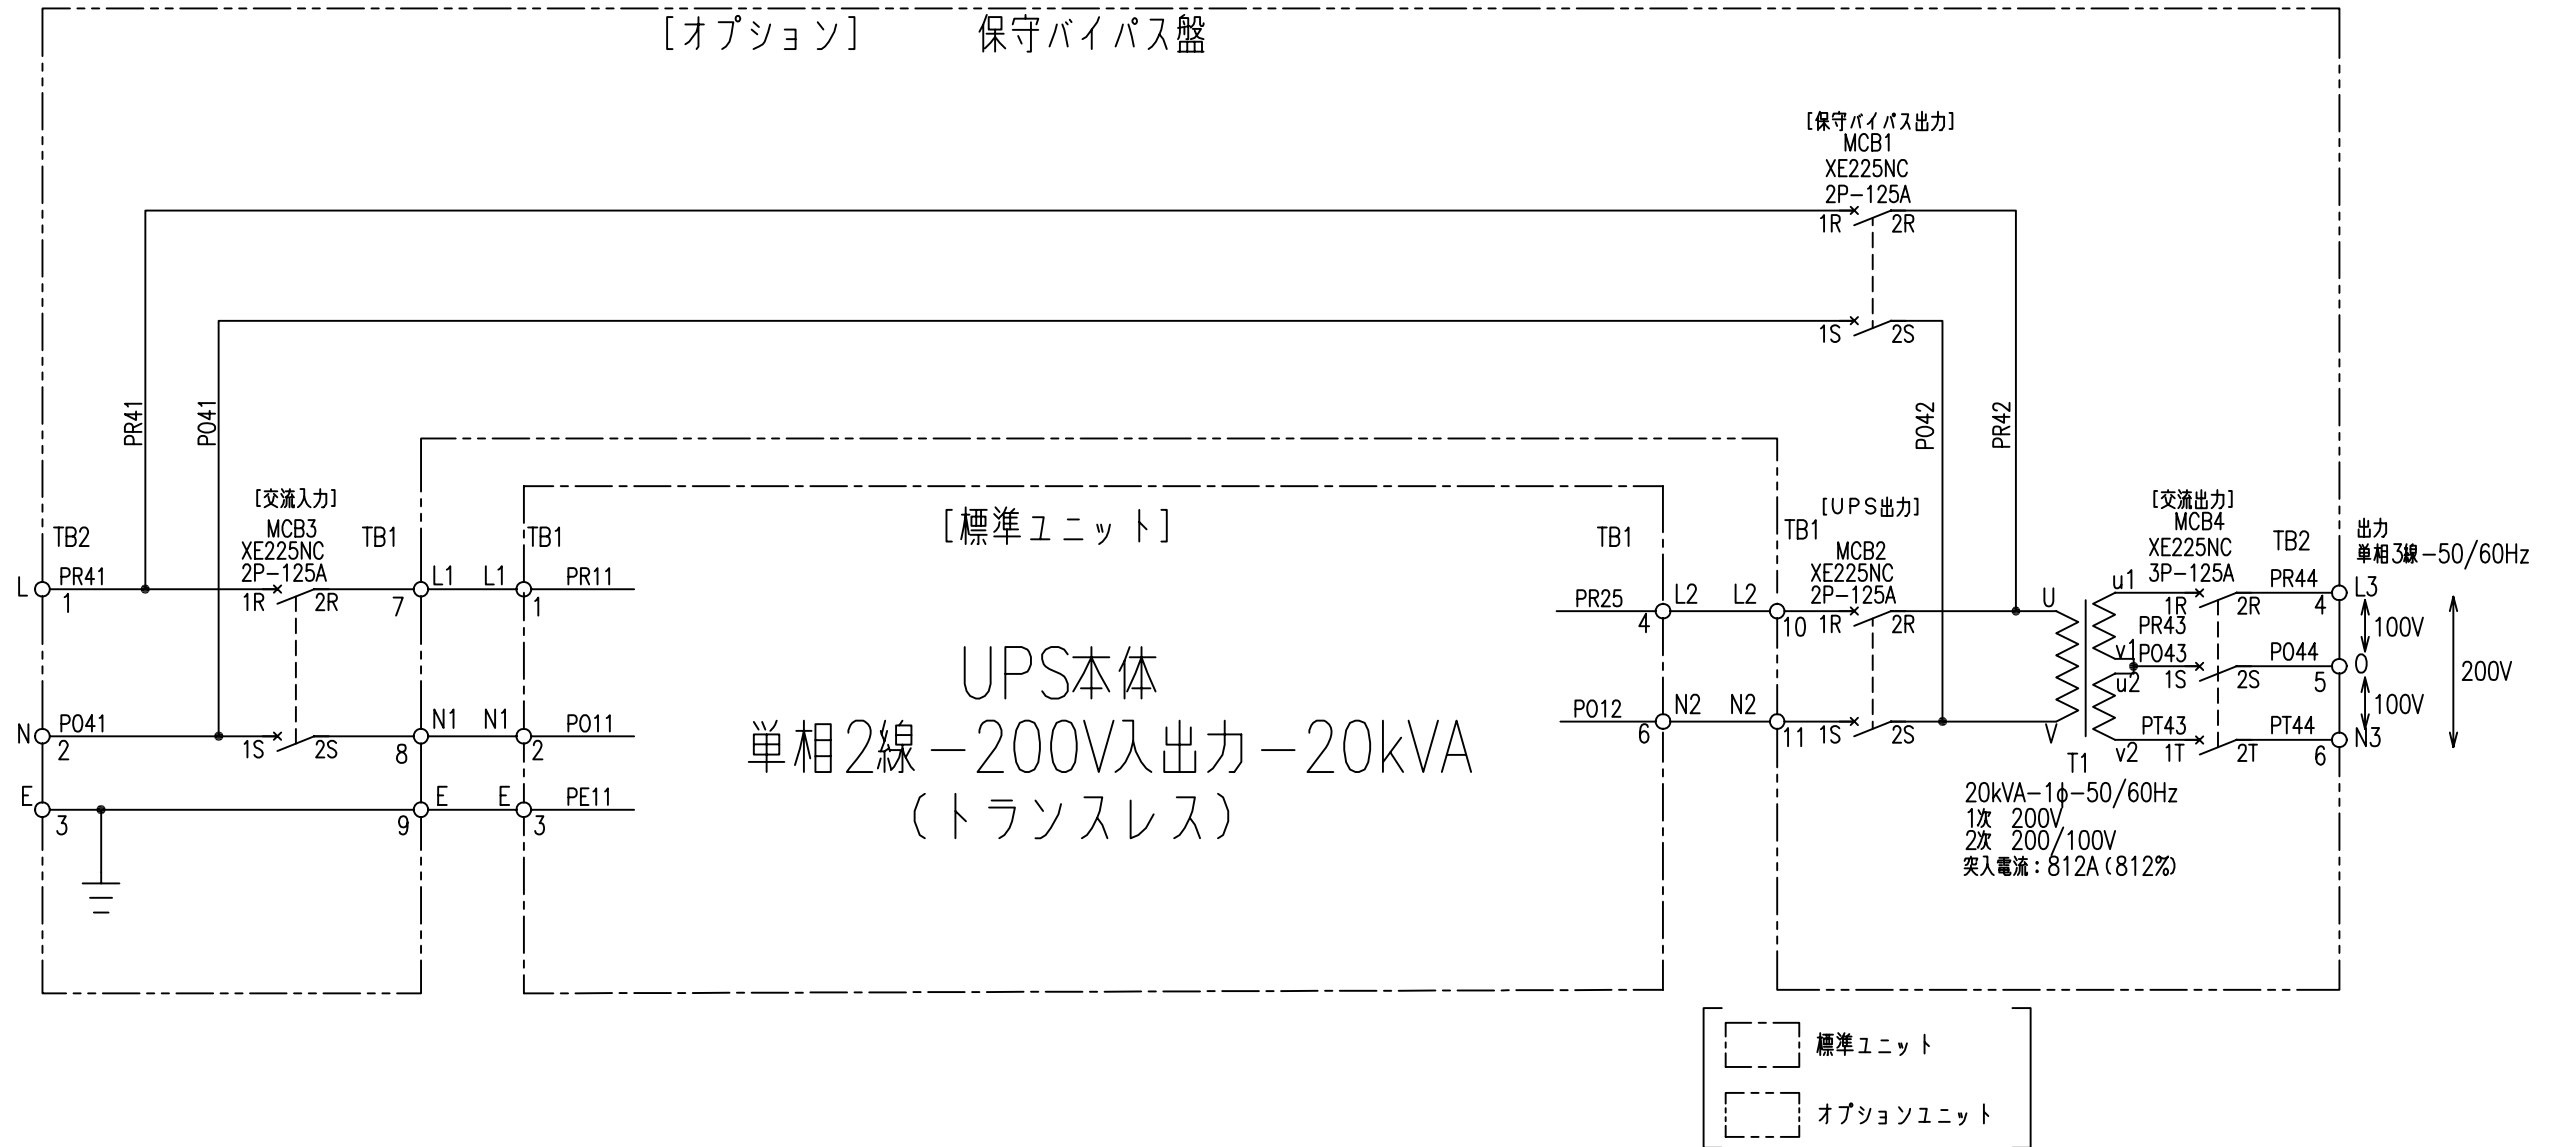 [オプション] 保守バイパス盤
[保守バイパス出力]
MCB1
XE225NC
2P-125A
1R 2R
1S 2S
PR41
PO41
PO42
PR42
[交流入力]
MCB3
XE225NC
2P-125A
1R 2R
1S 2S
TB2
L
PR41
1
N
PO41
2
E
3
TB1
7
8
9
L1 L1
N1 N1
E E
TB1
1
2
3
PR11
PO11
PE11
[標準ユニット]
UPS本体
単相2線-200V入出力-20kVA
(トランスレス)
TB1
PR25
4
PO12
6
L2 L2
N2 N2
TB1
10
11
[UPS出力]
MCB2
XE225NC
2P-125A
1R 2R
1S 2S
U
V
u1
v1
u2
v2
T1
20kVA-1φ-50/60Hz
1次 200V
2次 200/100V
突入電流:812A(812%)
[交流出力]
MCB4
XE225NC
3P-125A
1R 2R
PR43
PO43
1S 2S
PT43
1T 2T
TB2
PR44
4
PO44
5
PT44
6
出力
単相3線-50/60Hz
L3
100V
O
200V
100V
N3
標準ユニット
オプションユニット